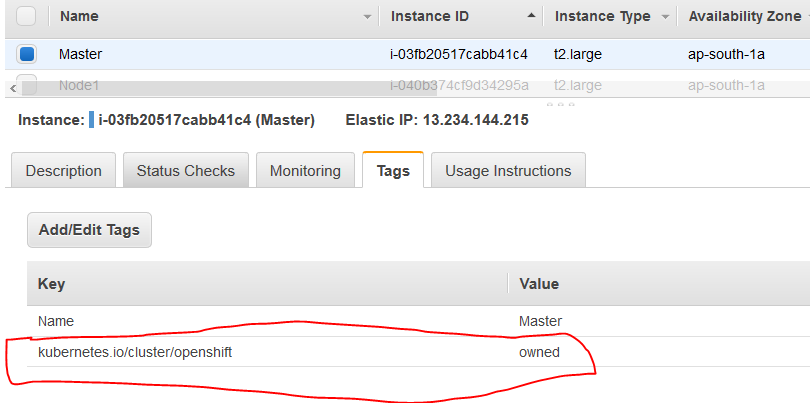 Name Instance ID Instance Type Availability Zone
Master i-03fb20517cabb41c4 t2.large ap-south-1a
Node1 i-040b374cf9d34295a t2.large ap-south-1a
Instance: i-03fb20517cabb41c4 (Master) Elastic IP: 13.234.144.215
Description Status Checks Monitoring Tags Usage Instructions
Add/Edit Tags
Key Value
Name Master
kubernetes.io/cluster/openshift owned